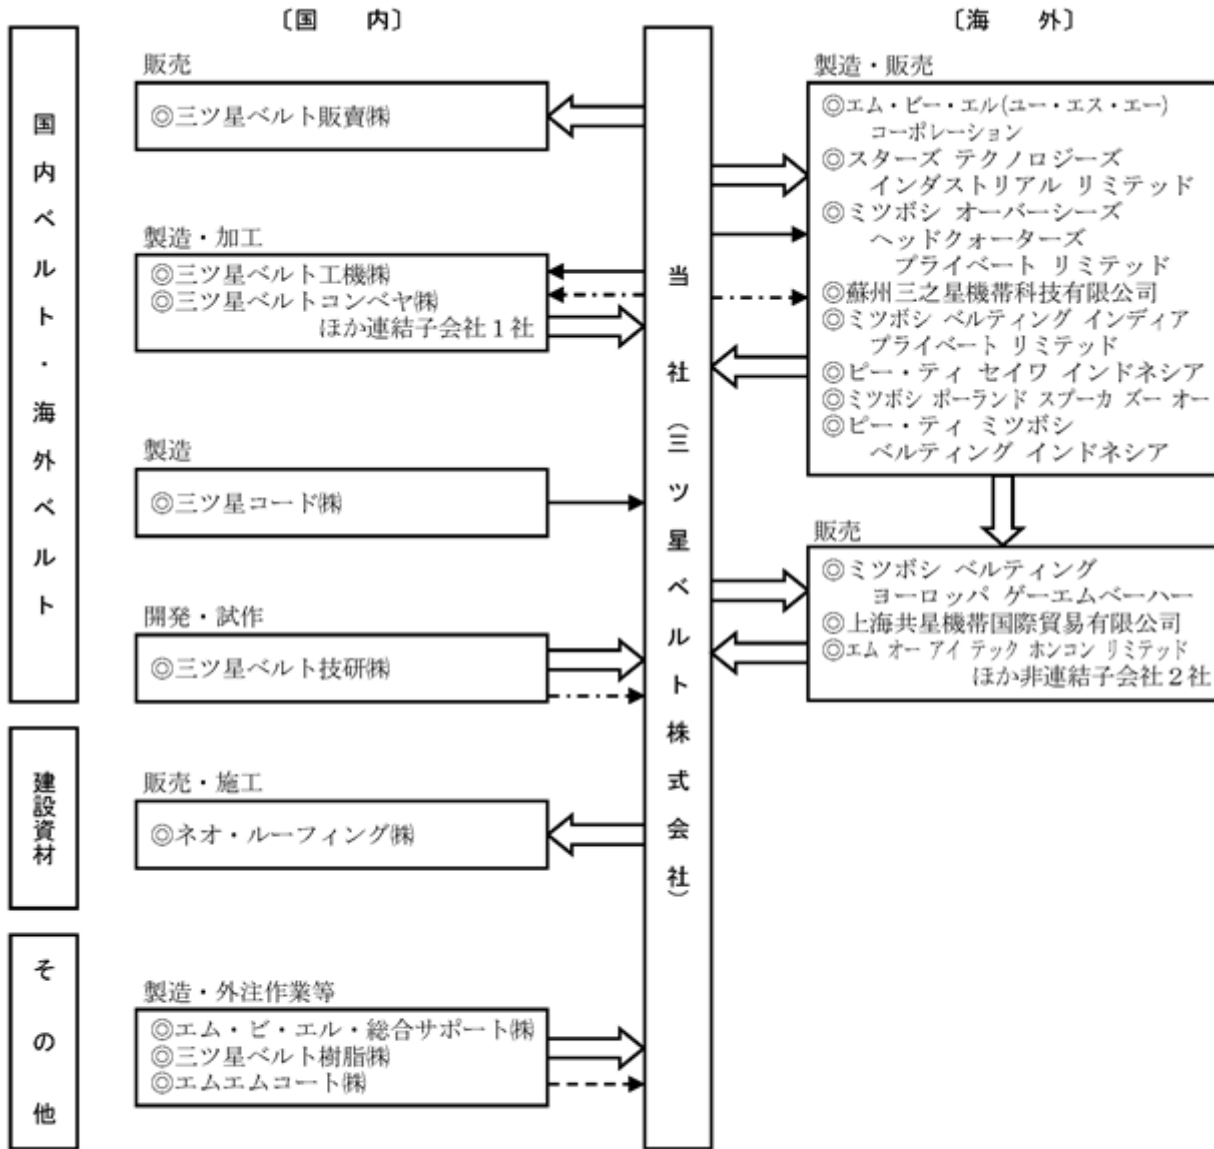 〔国　　内〕
〔海　　外〕
国内ベルト・海外ベルト
販売
◎三ツ星ベルト販賣㈱
製造・加工
◎三ツ星ベルト工機㈱
◎三ツ星ベルトコンベヤ㈱
ほか連結子会社１社
製造
◎三ツ星コード㈱
開発・試作
◎三ツ星ベルト技研㈱
建設資材
販売・施工
◎ネオ・ルーフィング㈱
その他
製造・外注作業等
◎エム・ビ・エル・総合サポート㈱
◎三ツ星ベルト樹脂㈱
◎エムエムコート㈱
当社（三ツ星ベルト株式会社）
製造・販売
◎エム・ビー・エル(ユー・エス・エー)
コーポレーション
◎スターズ テクノロジーズ
インダストリアル リミテッド
◎ミツボシ オーバーシーズ
ヘッドクォーターズ
プライベート リミテッド
◎蘇州三之星機帯科技有限公司
◎ミツボシ ベルティング インディア
プライベート リミテッド
◎ピー・ティ セイワ インドネシア
◎ミツボシ ポーランド スプーカ ズー オー
◎ピー・ティ ミツボシ
ベルティング インドネシア
販売
◎ミツボシ ベルティング
ヨーロッパ ゲーエムベーハー
◎上海共星機帯国際貿易有限公司
◎エム オー アイ テック ホンコン リミテッド
ほか非連結子会社２社